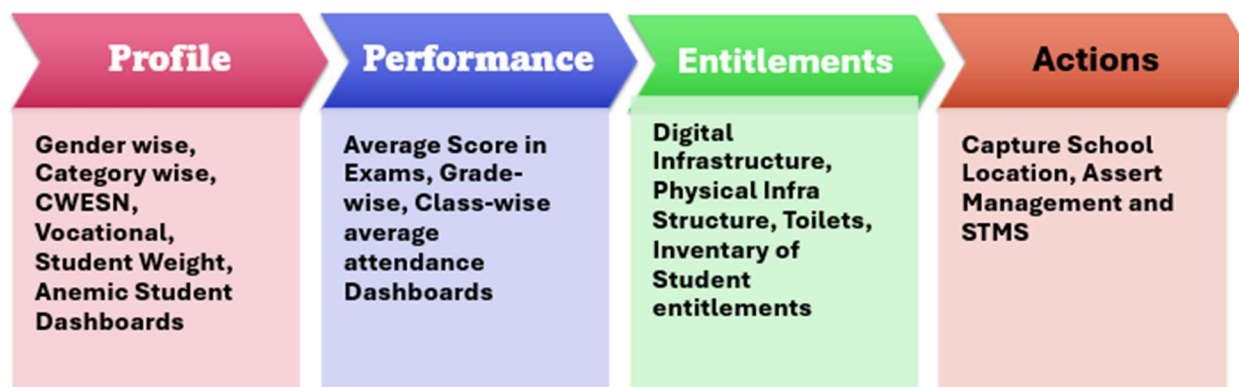 Profile
Gender wise,
Category wise,
CWESN,
Vocational,
Student Weight,
Anemic Student
Dashboards
Performance
Average Score in
Exams, Grade-
wise, Class-wise
average
attendance
Dashboards
Entitlements
Digital
Infrastructure,
Physical Infra
Structure, Toilets,
Inventary of
Student
entitlements
Actions
Capture School
Location, Assert
Management and
STMS